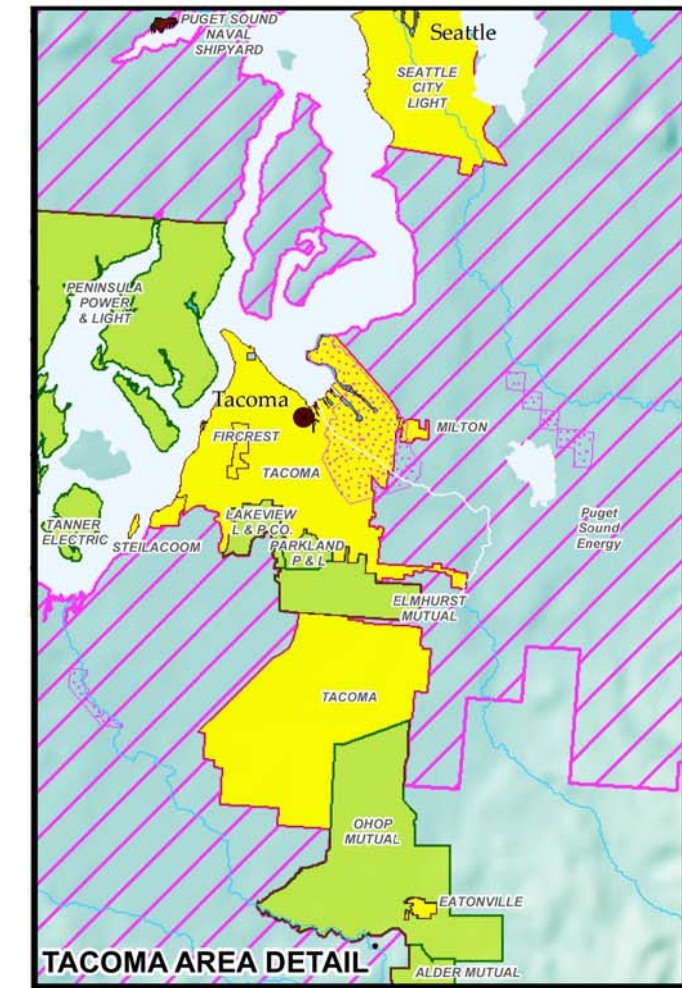 PUGET SOUND
NAVAL
SHIPYARD
Seattle
SEATTLE
CITY
LIGHT
PENINSULA
POWER
& LIGHT
Tacoma
FIRCREST
MILTON
TACOMA
LAKEVIEW
L & P CO.
TANNER
ELECTRIC
STEILACOOM
PARKLAND
P & L
Puget
Sound
Energy
ELMHURST
MUTUAL
TACOMA
OHOP
MUTUAL
EATONVILLE
TACOMA AREA DETAIL
ALDER MUTUAL